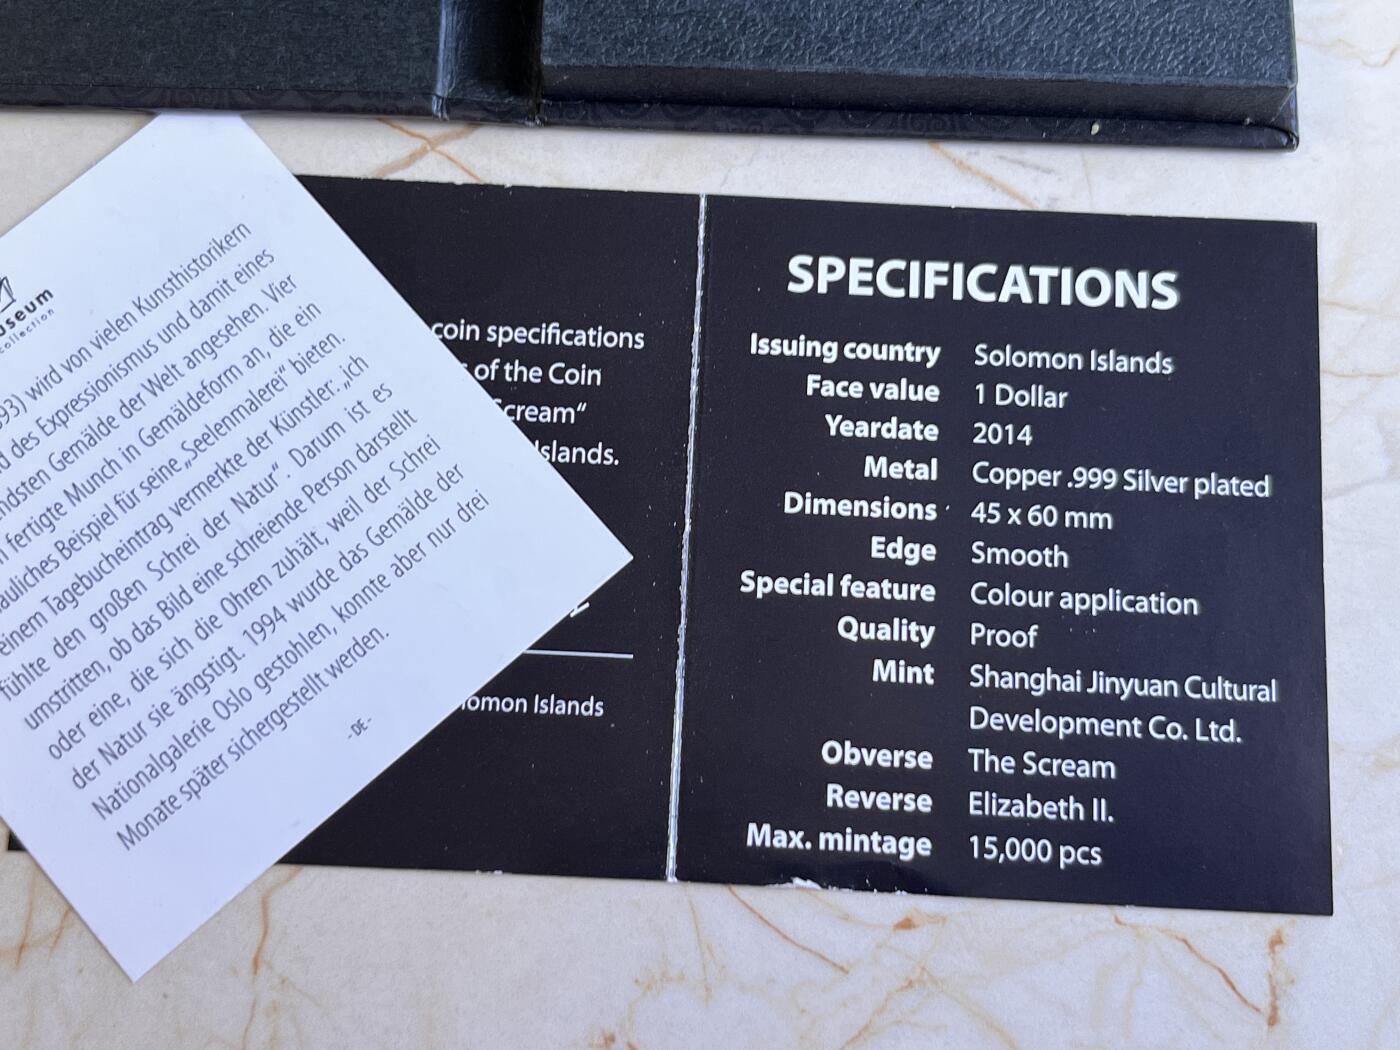 collection
93) wird von vielen Kunsthistorikern
des Expressionismus und damit eines
Gemälde der Welt angesehen. Vier
fertigte Munch in Gemäldeform an, die ein
Beispiel für seine „Seelenmalerei“ bieten.
einem Tagebucheintrag vermerkte der Künstler: „ich
fühlte den großen Schrei der Natur“. Darum ist es
umstritten, ob das Bild eine schreiende Person darstellt
oder eine, die sich die Ohren zuhält, weil der Schrei
der Natur sie ängstigt. 1994 wurde das Gemälde der
Nationalgalerie Oslo gestohlen, konnte aber nur drei
Monate später sichergestellt werden.
-DE-
coin specifications
of the Coin
Scream“
Islands.
Islands
SPECIFICATIONS
Issuing country Solomon Islands
Face value 1 Dollar
Yeardate 2014
Metal Copper .999 Silver plated
Dimensions 45 x 60 mm
Edge Smooth
Special feature Colour application
Quality Proof
Mint Shanghai Jinyuan Cultural
Development Co. Ltd.
Obverse The Scream
Reverse Elizabeth II.
Max. mintage 15,000 pcs